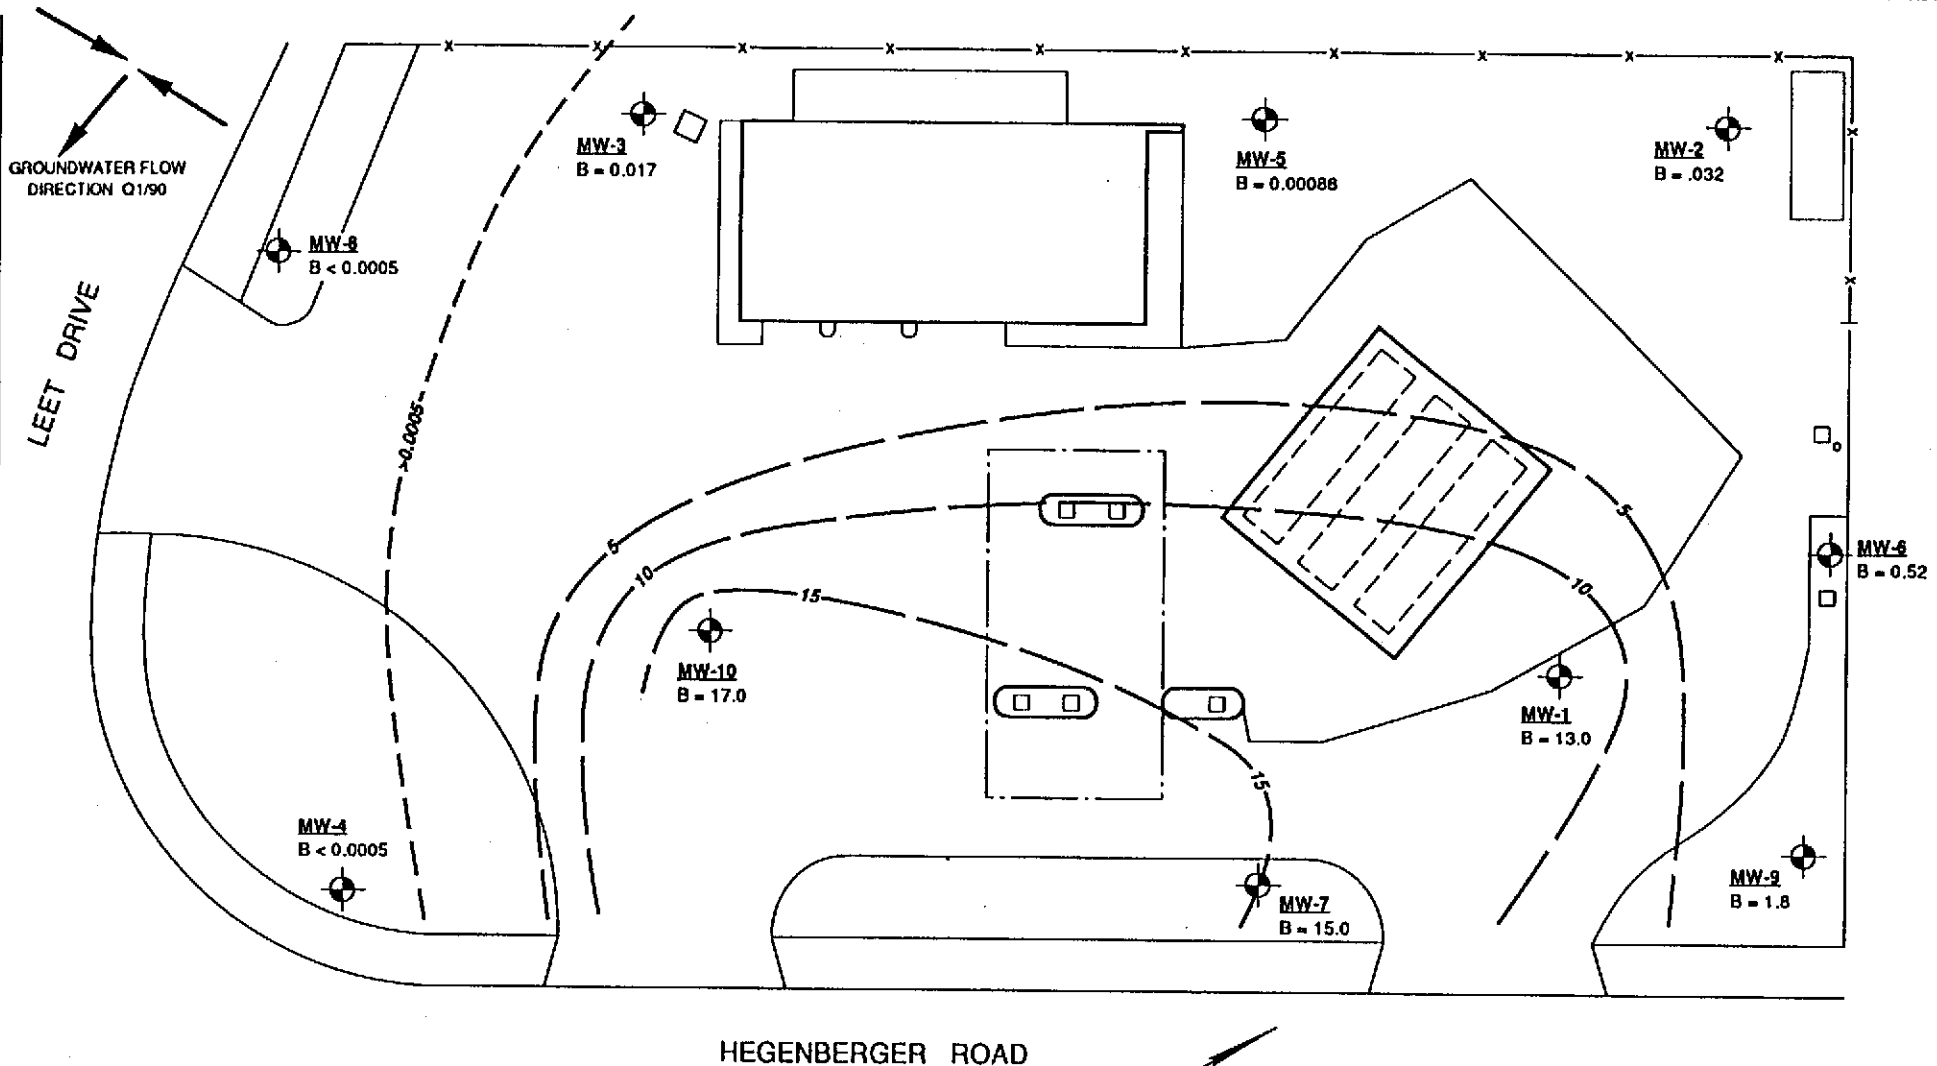 GROUNDWATER FLOW
DIRECTION Q1/90
MW-3
B = 0.017
MW-5
B = 0.00086
MW-2
B = .032
MW-8
B < 0.0005
LEET DRIVE
>0.0005
5
10
15
5
10
15
MW-10
B = 17.0
MW-6
B = 0.52
MW-1
B = 13.0
MW-4
B < 0.0005
MW-7
B = 15.0
MW-9
B = 1.8
HEGENBERGER ROAD